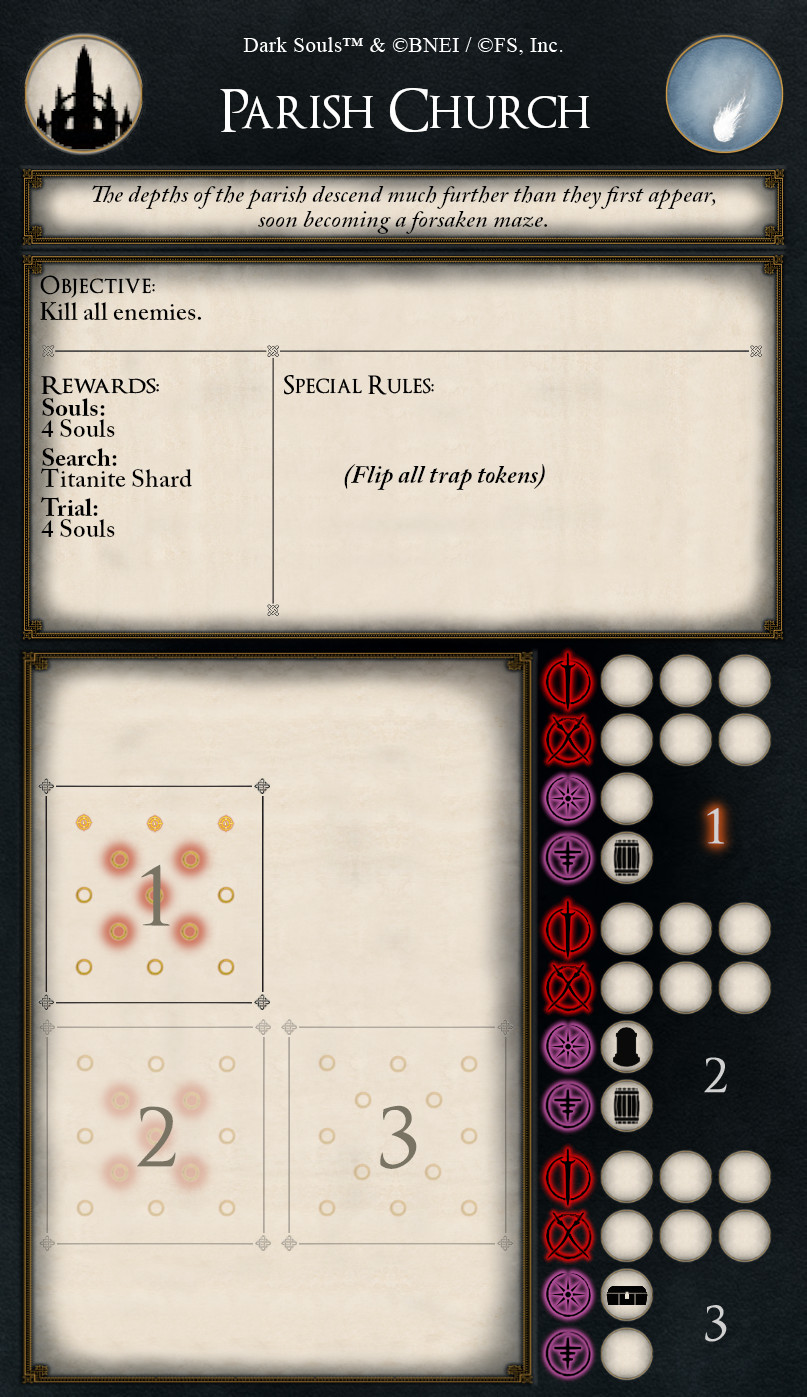 Dark Souls™ & ©BNEI / ©FS, Inc.
Parish Church
The depths of the parish descend much further than they first appear,
soon becoming a forsaken maze.
Objective:
Kill all enemies.
Rewards:
Souls:
4 Souls
Search:
Titanite Shard
Trial:
4 Souls
Special Rules:
(Flip all trap tokens)
1
2
3
1
2
3